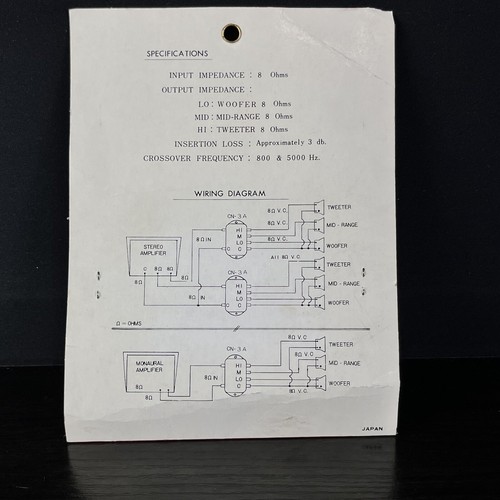 SPECIFICATIONS
INPUT IMPEDANCE : 8 Ohms
OUTPUT IMPEDANCE :
LO : WOOFER 8 Ohms
MID : MID-RANGE 8 Ohms
HI : TWEETER 8 Ohms
INSERTION LOSS : Approximately 3 db.
CROSSOVER FREQUENCY : 800 & 5000 Hz.
WIRING DIAGRAM
CN-3A
8Ω V.C.
TWEETER
HI
8Ω V.C.
MID - RANGE
M
8Ω IN
LO
8Ω V.C.
WOOFER
C
C
STEREO
AMPLIFIER
All 8Ω V.C.
TWEETER
C 8Ω 8Ω
CN-3A
8Ω
8Ω
HI
MID - RANGE
M
8Ω IN
LO
WOOFER
C
Ω = OHMS
8Ω V.C
TWEETER
CN-3A
MONAURAL
AMPLIFIER
HI
8Ω V.C
MID - RANGE
M
8Ω
8Ω IN
LO
WOOFER
C
8Ω V.C.
8Ω
JAPAN